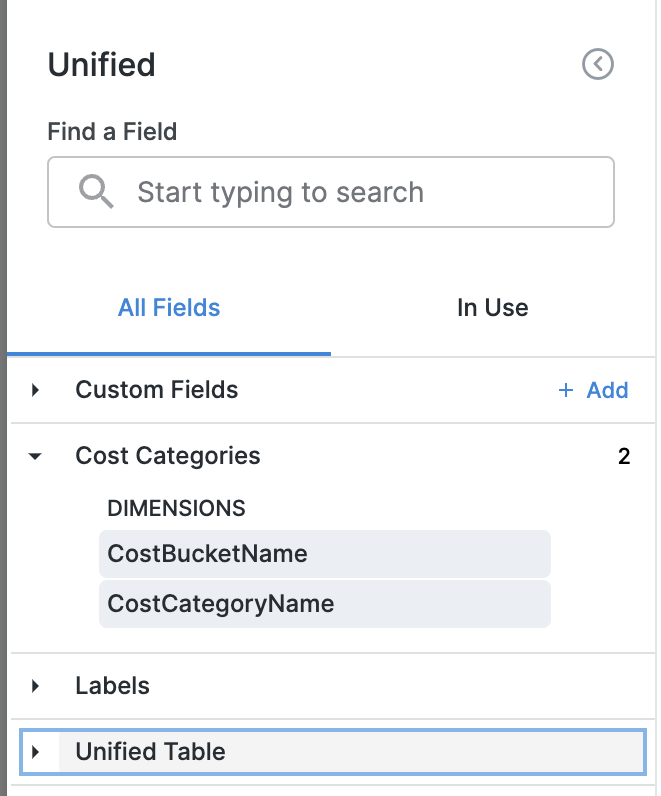 Unified
Find a Field
Start typing to search
All Fields In Use
Custom Fields + Add
Cost Categories 2
DIMENSIONS
CostBucketName
CostCategoryName
Labels
Unified Table